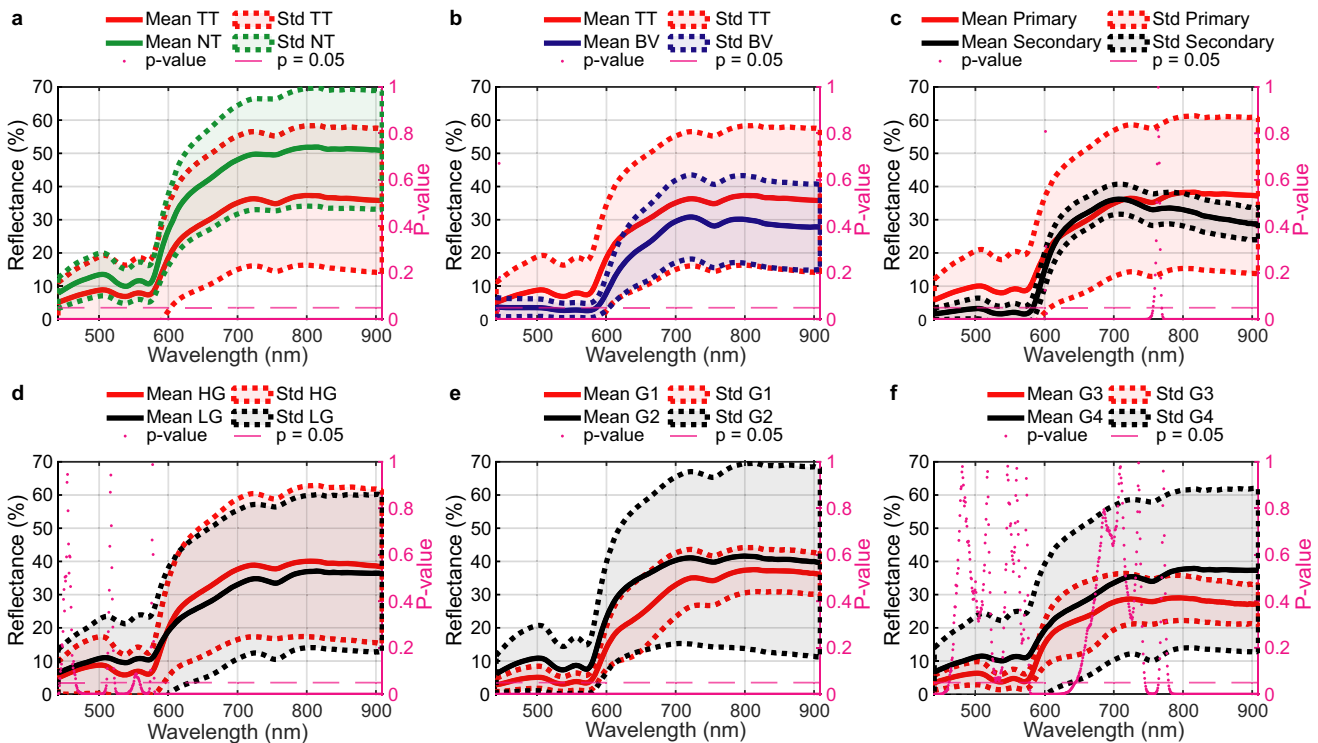 a
Mean TT Std TT
Mean NT Std NT
p-value p = 0.05
70 60 50 40 30 20 10 0
Reflectance (%)
500 600 700 800 900
Wavelength (nm)
1 0.8 0.6 0.4 0.2 0
P-value
b
Mean TT Std TT
Mean BV Std BV
p-value p = 0.05
70 60 50 40 30 20 10 0
Reflectance (%)
500 600 700 800 900
Wavelength (nm)
1 0.8 0.6 0.4 0.2 0
P-value
c
Mean Primary Std Primary
Mean Secondary Std Secondary
p-value p = 0.05
70 60 50 40 30 20 10 0
Reflectance (%)
500 600 700 800 900
Wavelength (nm)
1 0.8 0.6 0.4 0.2 0
P-value
d
Mean HG Std HG
Mean LG Std LG
p-value p = 0.05
70 60 50 40 30 20 10 0
Reflectance (%)
500 600 700 800 900
Wavelength (nm)
1 0.8 0.6 0.4 0.2 0
P-value
e
Mean G1 Std G1
Mean G2 Std G2
p-value p = 0.05
70 60 50 40 30 20 10 0
Reflectance (%)
500 600 700 800 900
Wavelength (nm)
1 0.8 0.6 0.4 0.2 0
P-value
f
Mean G3 Std G3
Mean G4 Std G4
p-value p = 0.05
70 60 50 40 30 20 10 0
Reflectance (%)
500 600 700 800 900
Wavelength (nm)
1 0.8 0.6 0.4 0.2 0
P-value